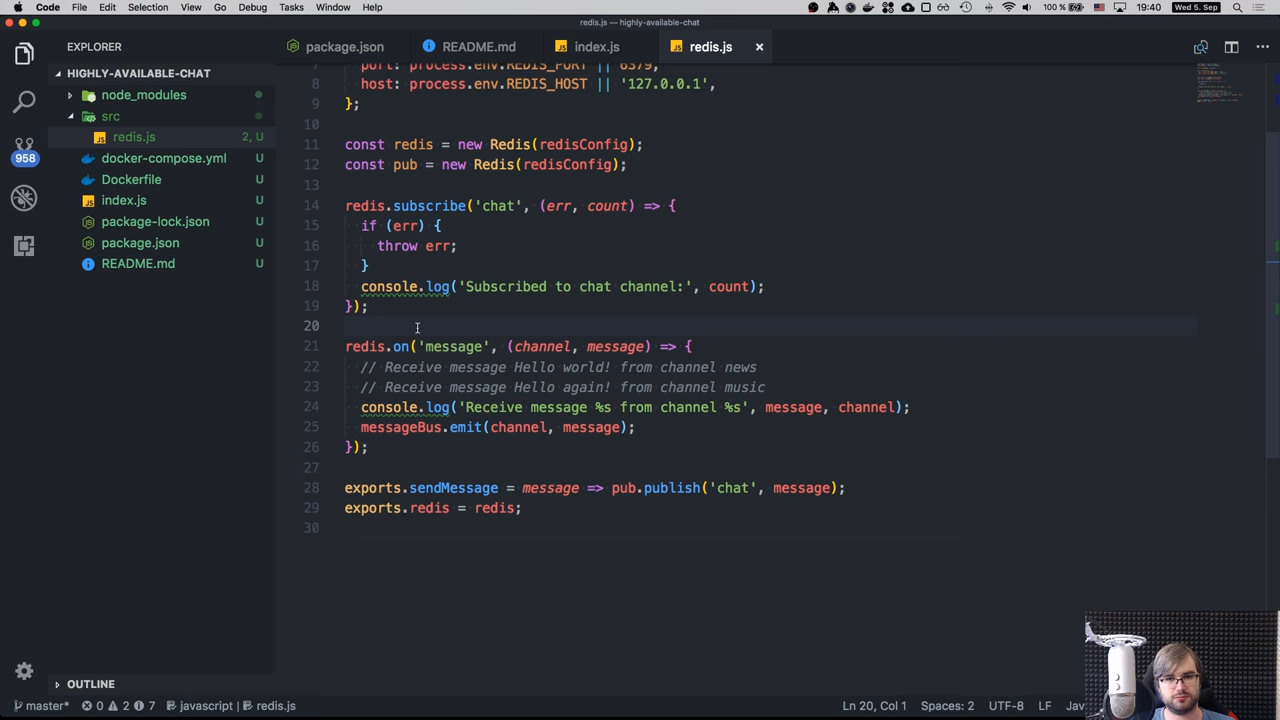 Code File Edit Selection View Go Debug Tasks Window Help 100 % 19:40 Wed 5. Sep
redis.js — highly-available-chat
EXPLORER
package.json
README.md
index.js
redis.js
HIGHLY-AVAILABLE-CHAT
node_modules
src
redis.js 2, U
docker-compose.yml U
Dockerfile U
index.js U
package-lock.json U
package.json U
README.md U
958
7 port: process.env.REDIS_PORT || 6379,
8 host: process.env.REDIS_HOST || '127.0.0.1',
9 };
10
11 const redis = new Redis(redisConfig);
12 const pub = new Redis(redisConfig);
13
14 redis.subscribe('chat', (err, count) => {
15 if (err) {
16 throw err;
17 }
18 console.log('Subscribed to chat channel:', count);
19 });
20
21 redis.on('message', (channel, message) => {
22 // Receive message Hello world! from channel news
23 // Receive message Hello again! from channel music
24 console.log('Receive message %s from channel %s', message, channel);
25 messageBus.emit(channel, message);
26 });
27
28 exports.sendMessage = message => pub.publish('chat', message);
29 exports.redis = redis;
30
OUTLINE
master* 0 2 7 javascript | redis.js Ln 20, Col 1 Spaces: 2 UTF-8 LF Jav